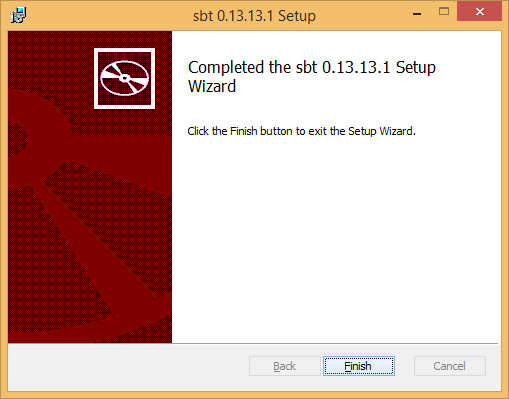 sbt 0.13.13.1 Setup
Completed the sbt 0.13.13.1 Setup
Wizard
Click the Finish button to exit the Setup Wizard.
Back Finish Cancel